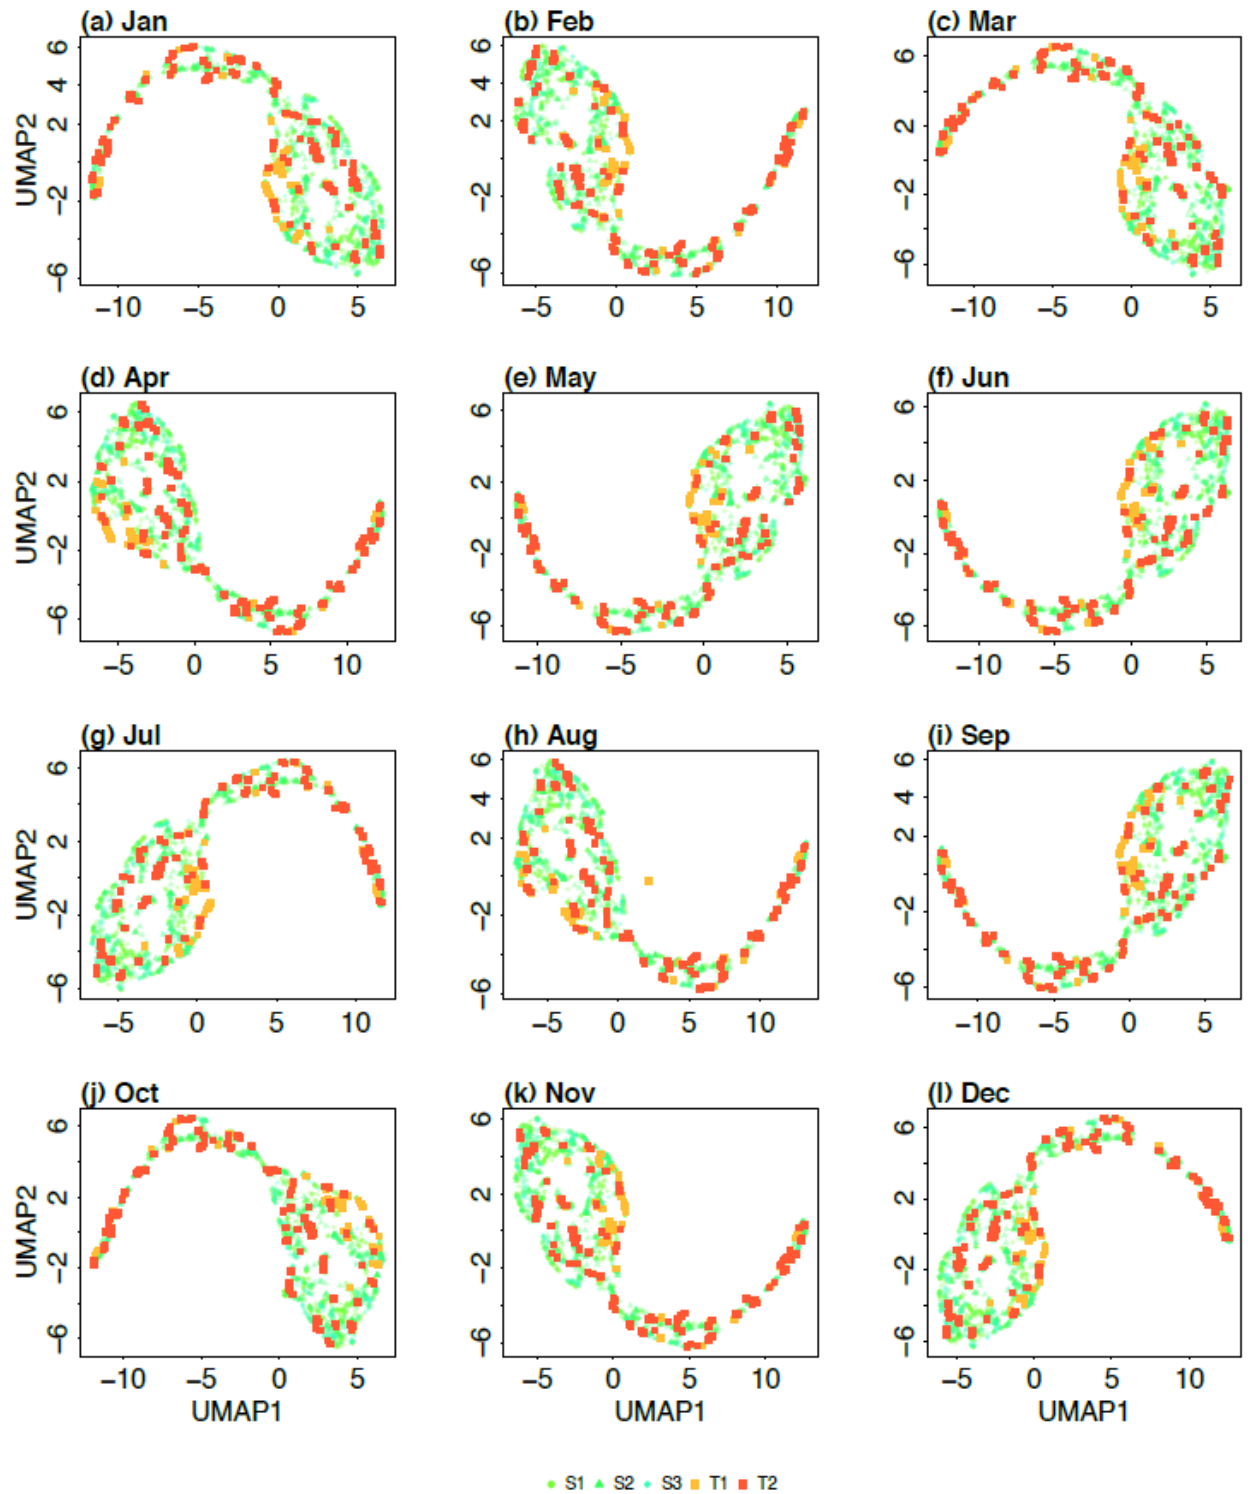 (a) Jan (b) Feb (c) Mar
UMAP2 6 4 2 −2 −6 6 4 2 −2 −6 6 2 −2 −6
−10 −5 0 5 −5 0 5 10 −10 −5 0 5
(d) Apr (e) May (f) Jun
UMAP2 6 2 −2 −6 6 2 −2 −6 6 2 −2 −6
−5 0 5 10 −10 −5 0 5 −10 −5 0 5
(g) Jul (h) Aug (i) Sep
UMAP2 6 2 −2 −6 6 4 2 −2 −6 6 4 2 −2 −6
−5 0 5 10 −5 0 5 10 −10 −5 0 5
(j) Oct (k) Nov (l) Dec
UMAP2 6 2 −2 −6 6 2 −2 −6 6 2 −2 −6
−10 −5 0 5 −5 0 5 10 −5 0 5 10
UMAP1 UMAP1 UMAP1
S1 S2 S3 T1 T2